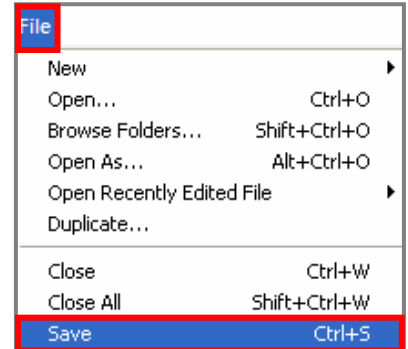 File
New
Open... Ctrl+O
Browse Folders... Shift+Ctrl+O
Open As... Alt+Ctrl+O
Open Recently Edited File
Duplicate...
Close Ctrl+W
Close All Shift+Ctrl+W
Save Ctrl+S